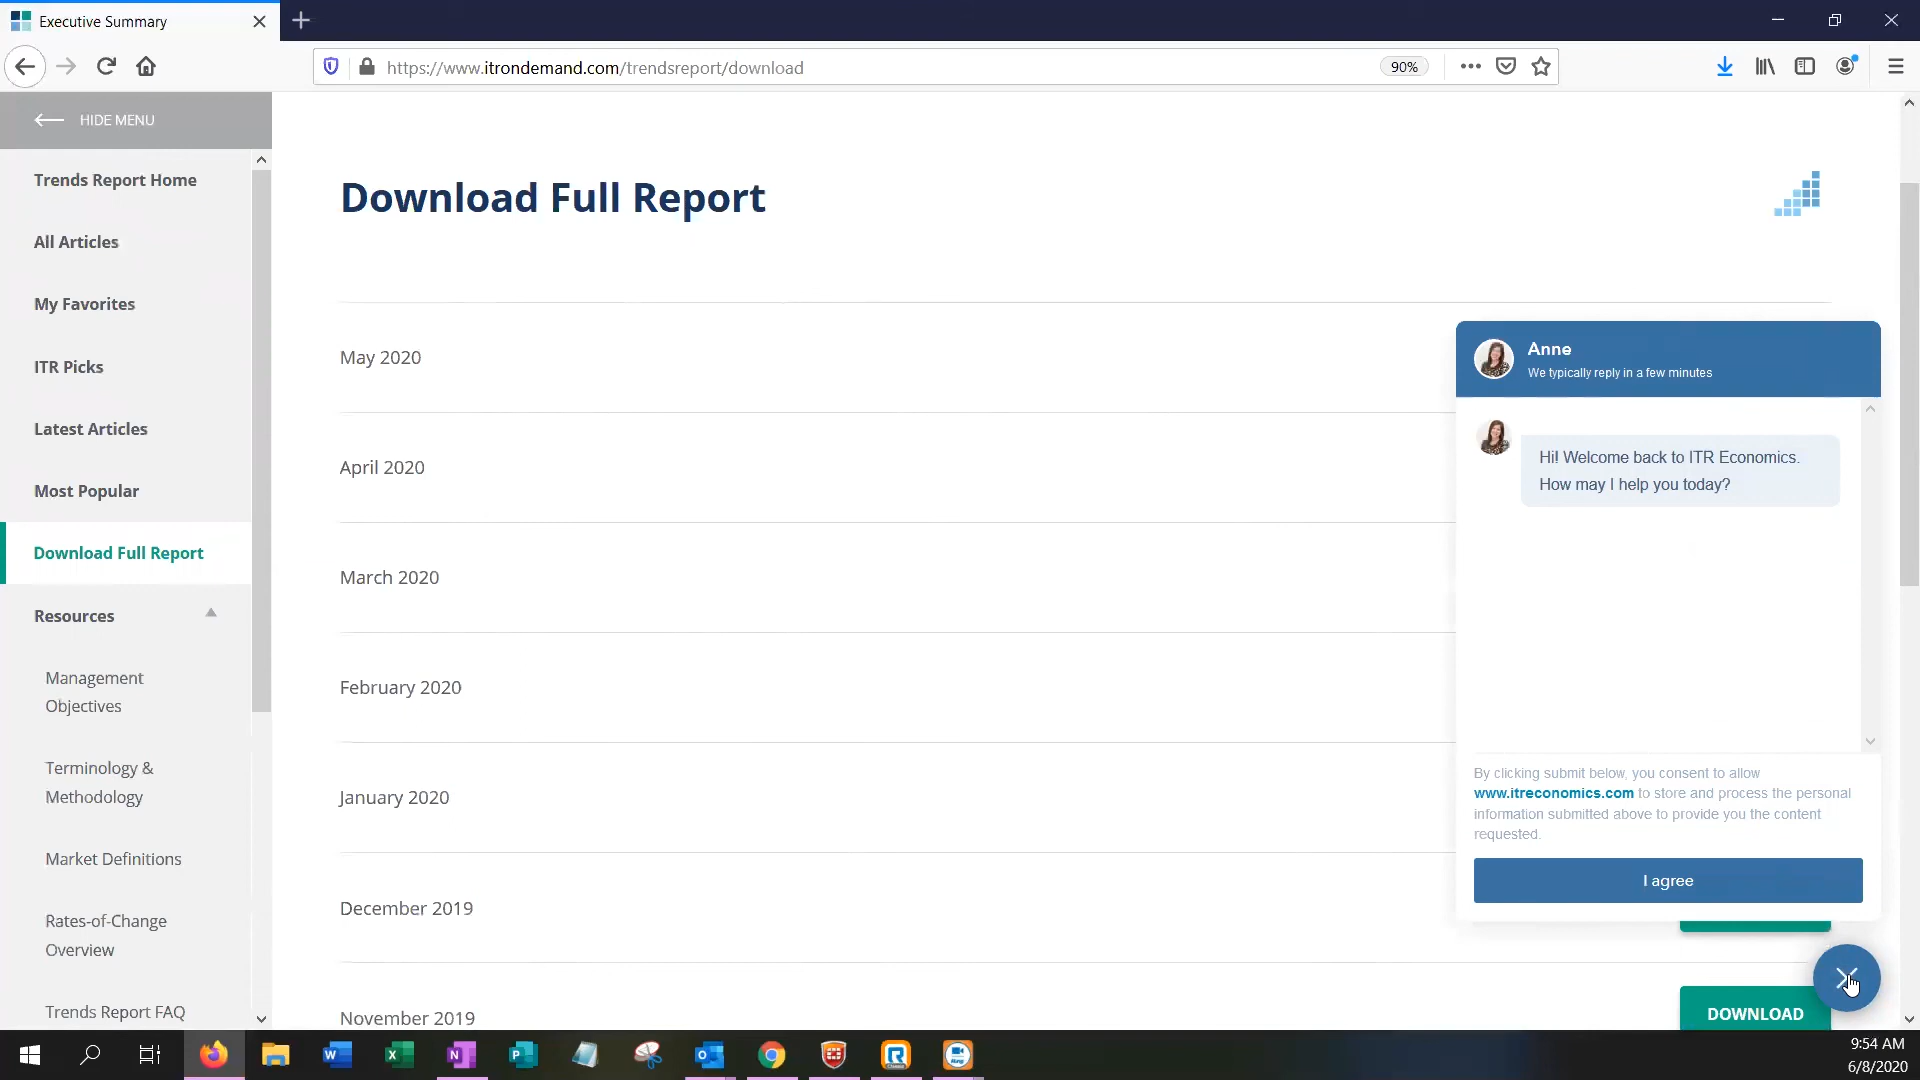 Executive Summary
https://www.itrondemand.com/trendsreport/download
90%
HIDE MENU
Trends Report Home
All Articles
My Favorites
ITR Picks
Latest Articles
Most Popular
Download Full Report
Resources
Management
Objectives
Terminology &
Methodology
Market Definitions
Rates-of-Change
Overview
Trends Report FAQ
Download Full Report
May 2020
April 2020
March 2020
February 2020
January 2020
December 2019
November 2019
DOWNLOAD
Anne
We typically reply in a few minutes
Hi! Welcome back to ITR Economics.
How may I help you today?
By clicking submit below, you consent to allow
www.itreconomics.com to store and process the personal
information submitted above to provide you the content
requested.
I agree
9:54 AM
6/8/2020